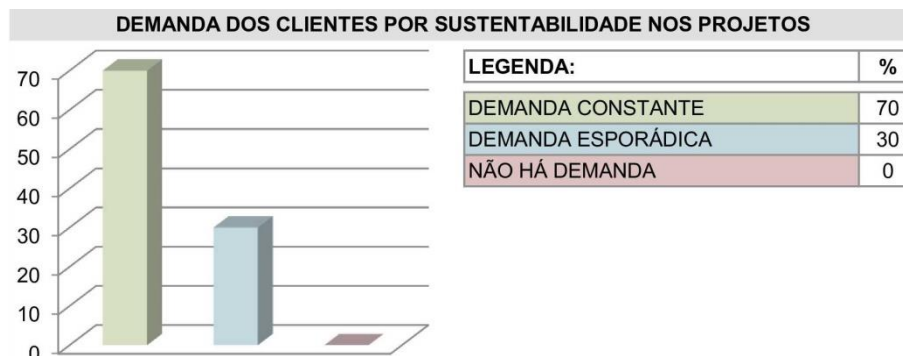 DEMANDA DOS CLIENTES POR SUSTENTABILIDADE NOS PROJETOS
70
60
50
40
30
20
10
0
LEGENDA: %
DEMANDA CONSTANTE 70
DEMANDA ESPORÁDICA 30
NÃO HÁ DEMANDA 0